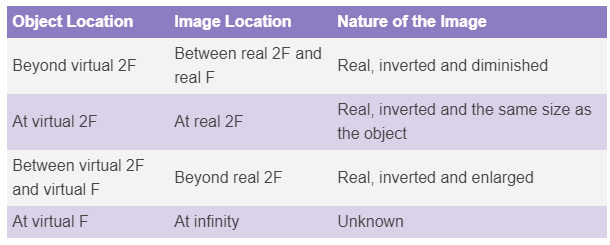 Object Location Image Location Nature of the Image
Beyond virtual 2F Between real 2F and real F Real, inverted and diminished
At virtual 2F At real 2F Real, inverted and the same size as the object
Between virtual 2F and virtual F Beyond real 2F Real, inverted and enlarged
At virtual F At infinity Unknown